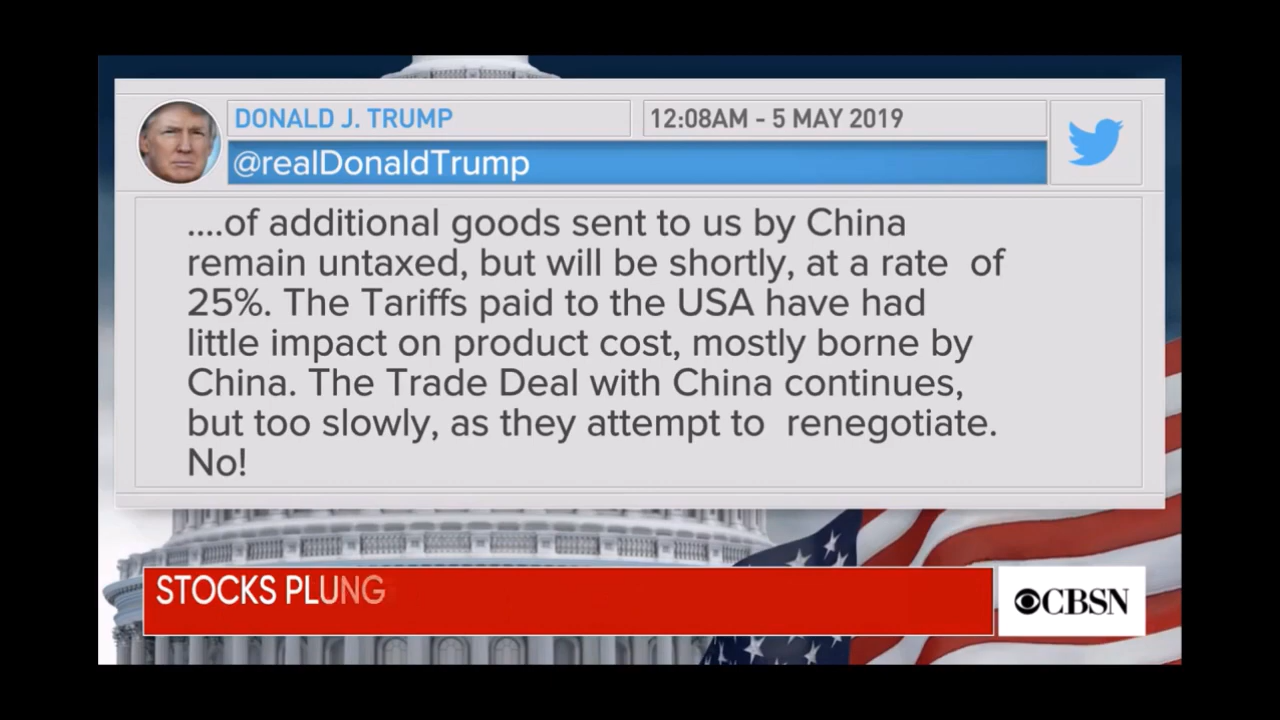 DONALD J. TRUMP
12:08AM - 5 MAY 2019
@realDonaldTrump
....of additional goods sent to us by China
remain untaxed, but will be shortly, at a rate  of
25%. The Tariffs paid to the USA have had
little impact on product cost, mostly borne by
China. The Trade Deal with China continues,
but too slowly, as they attempt to  renegotiate.
No!
STOCKS PLUNG
CBSN